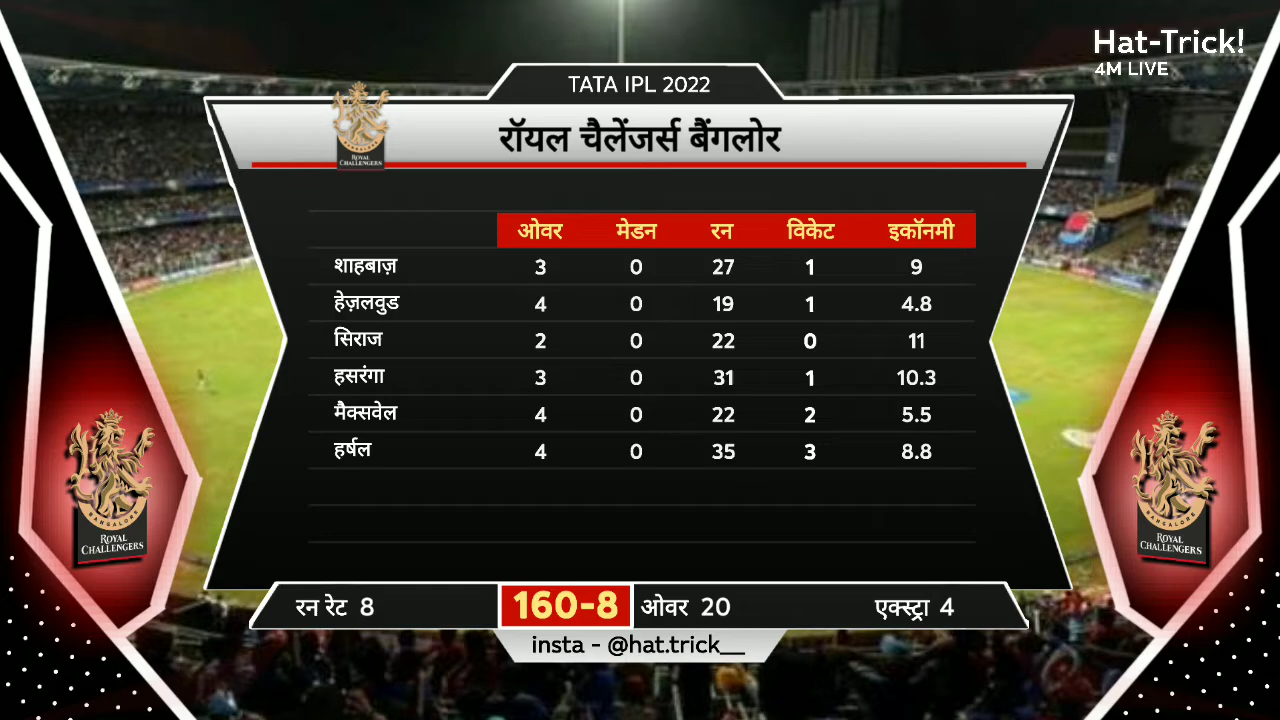 Hat-Trick!
4M LIVE
TATA IPL 2022
रॉयल चैलेंजर्स बैंगलोर
ROYAL
CHALLENGERS
ओवर मेडन रन विकेट इकॉनमी
शाहबाज़ 3 0 27 1 9
हेज़लवुड 4 0 19 1 4.8
सिराज 2 0 22 0 11
हसरंगा 3 0 31 1 10.3
मैक्सवेल 4 0 22 2 5.5
हर्षल 4 0 35 3 8.8
BANGALORE
ROYAL
CHALLENGERS
BANGALORE
ROYAL
CHALLENGERS
रन रेट 8 160-8 ओवर 20 एक्स्ट्रा 4
insta - @hat.trick__